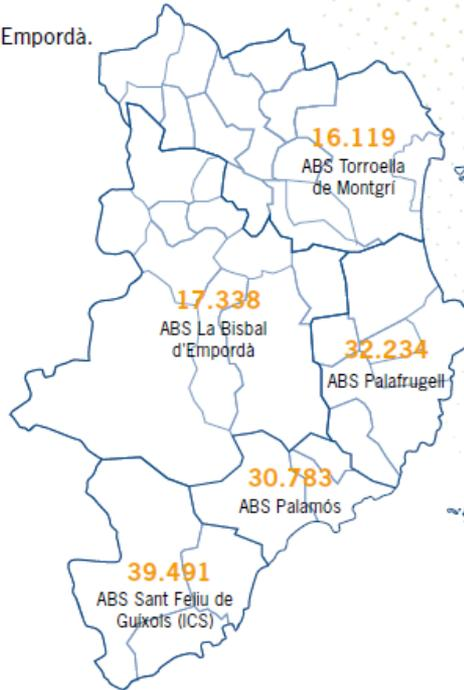 Empordà.
16.119
ABS Torroella
de Montgrí
17.338
ABS La Bisbal
d'Empordà
32.234
ABS Palafrugell
30.783
ABS Palamós
39.491
ABS Sant Feliu de
Guíxols (ICS)